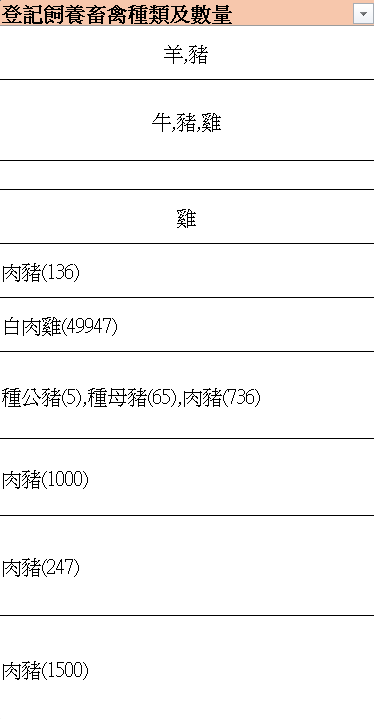 登記飼養畜禽種類及數量
羊,豬
牛,豬,雞
雞
肉豬(136)
白肉雞(49947)
種公豬(5),種母豬(65),肉豬(736)
肉豬(1000)
肉豬(247)
肉豬(1500)